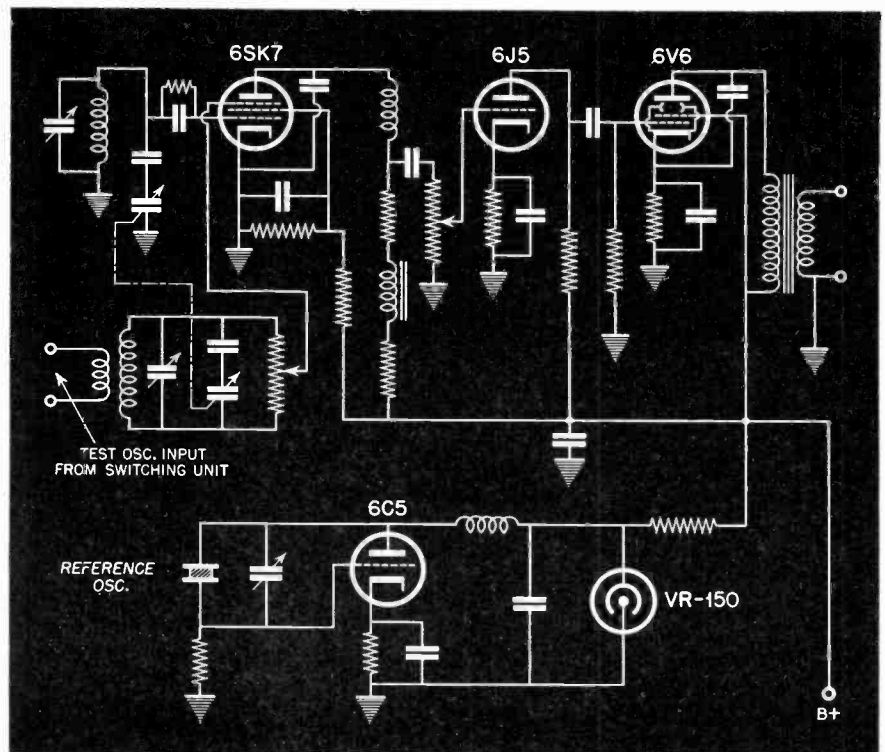 6SK7
6J5
6V6
TEST OSC. INPUT
FROM SWITCHING UNIT
6C5
REFERENCE
OSC.
VR-150
B+